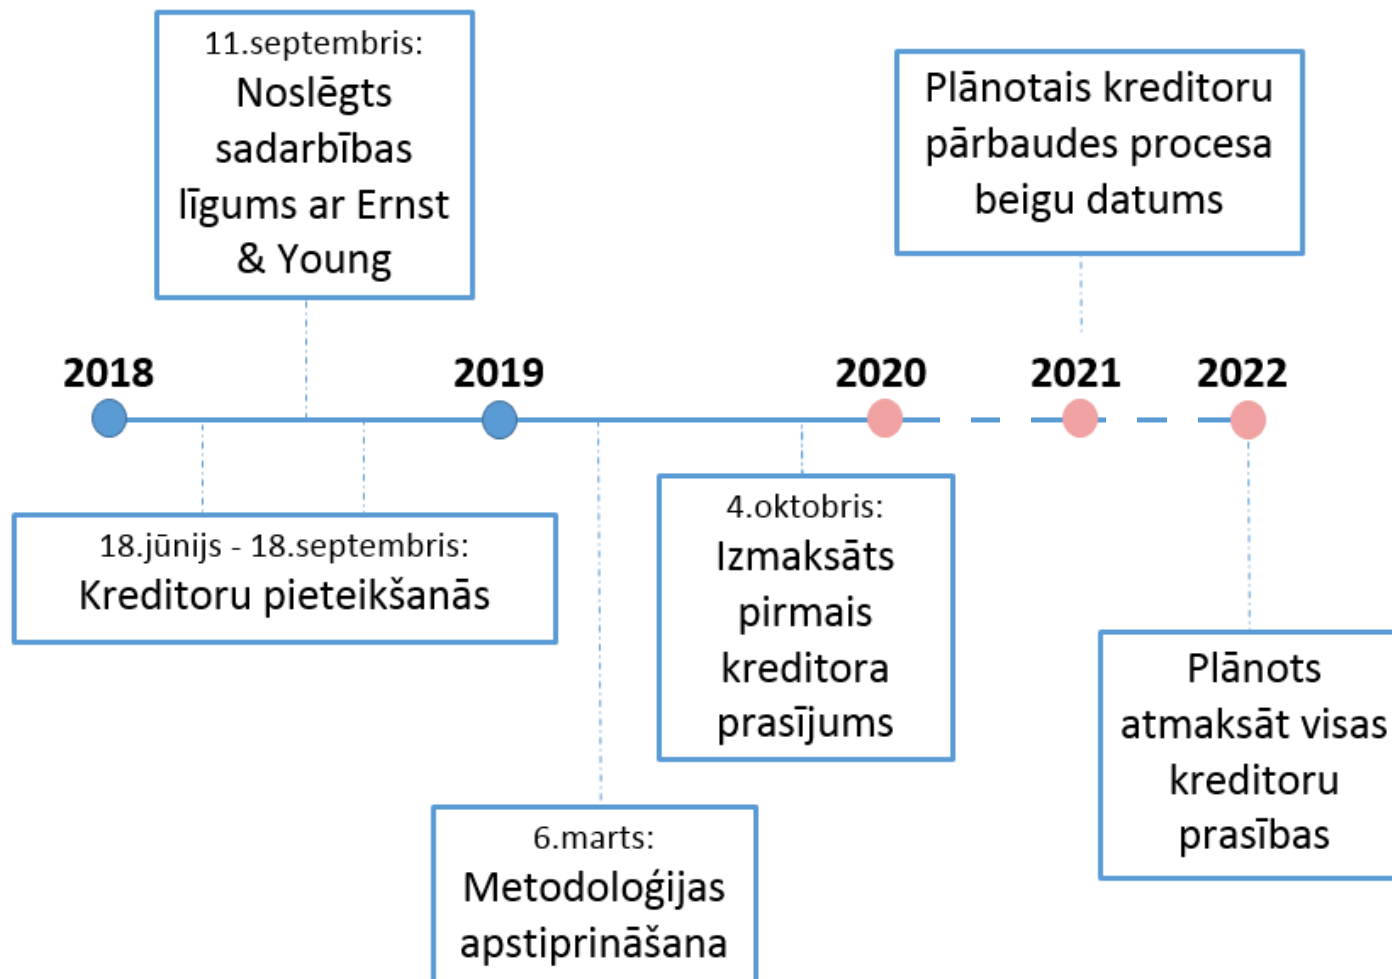 11.septembris:
Noslēgts
sadarbības
līgums ar Ernst
& Young
Plānotais kreditoru
pārbaudes procesa
beigu datums
2018
2019
2020
2021
2022
18.jūnijs - 18.septembris:
Kreditoru pieteikšanās
4.oktobris:
Izmaksāts
pirmais
kreditora
prasījums
6.marts:
Metodoloģijas
apstiprināšana
Plānots
atmaksāt visas
kreditoru
prasības